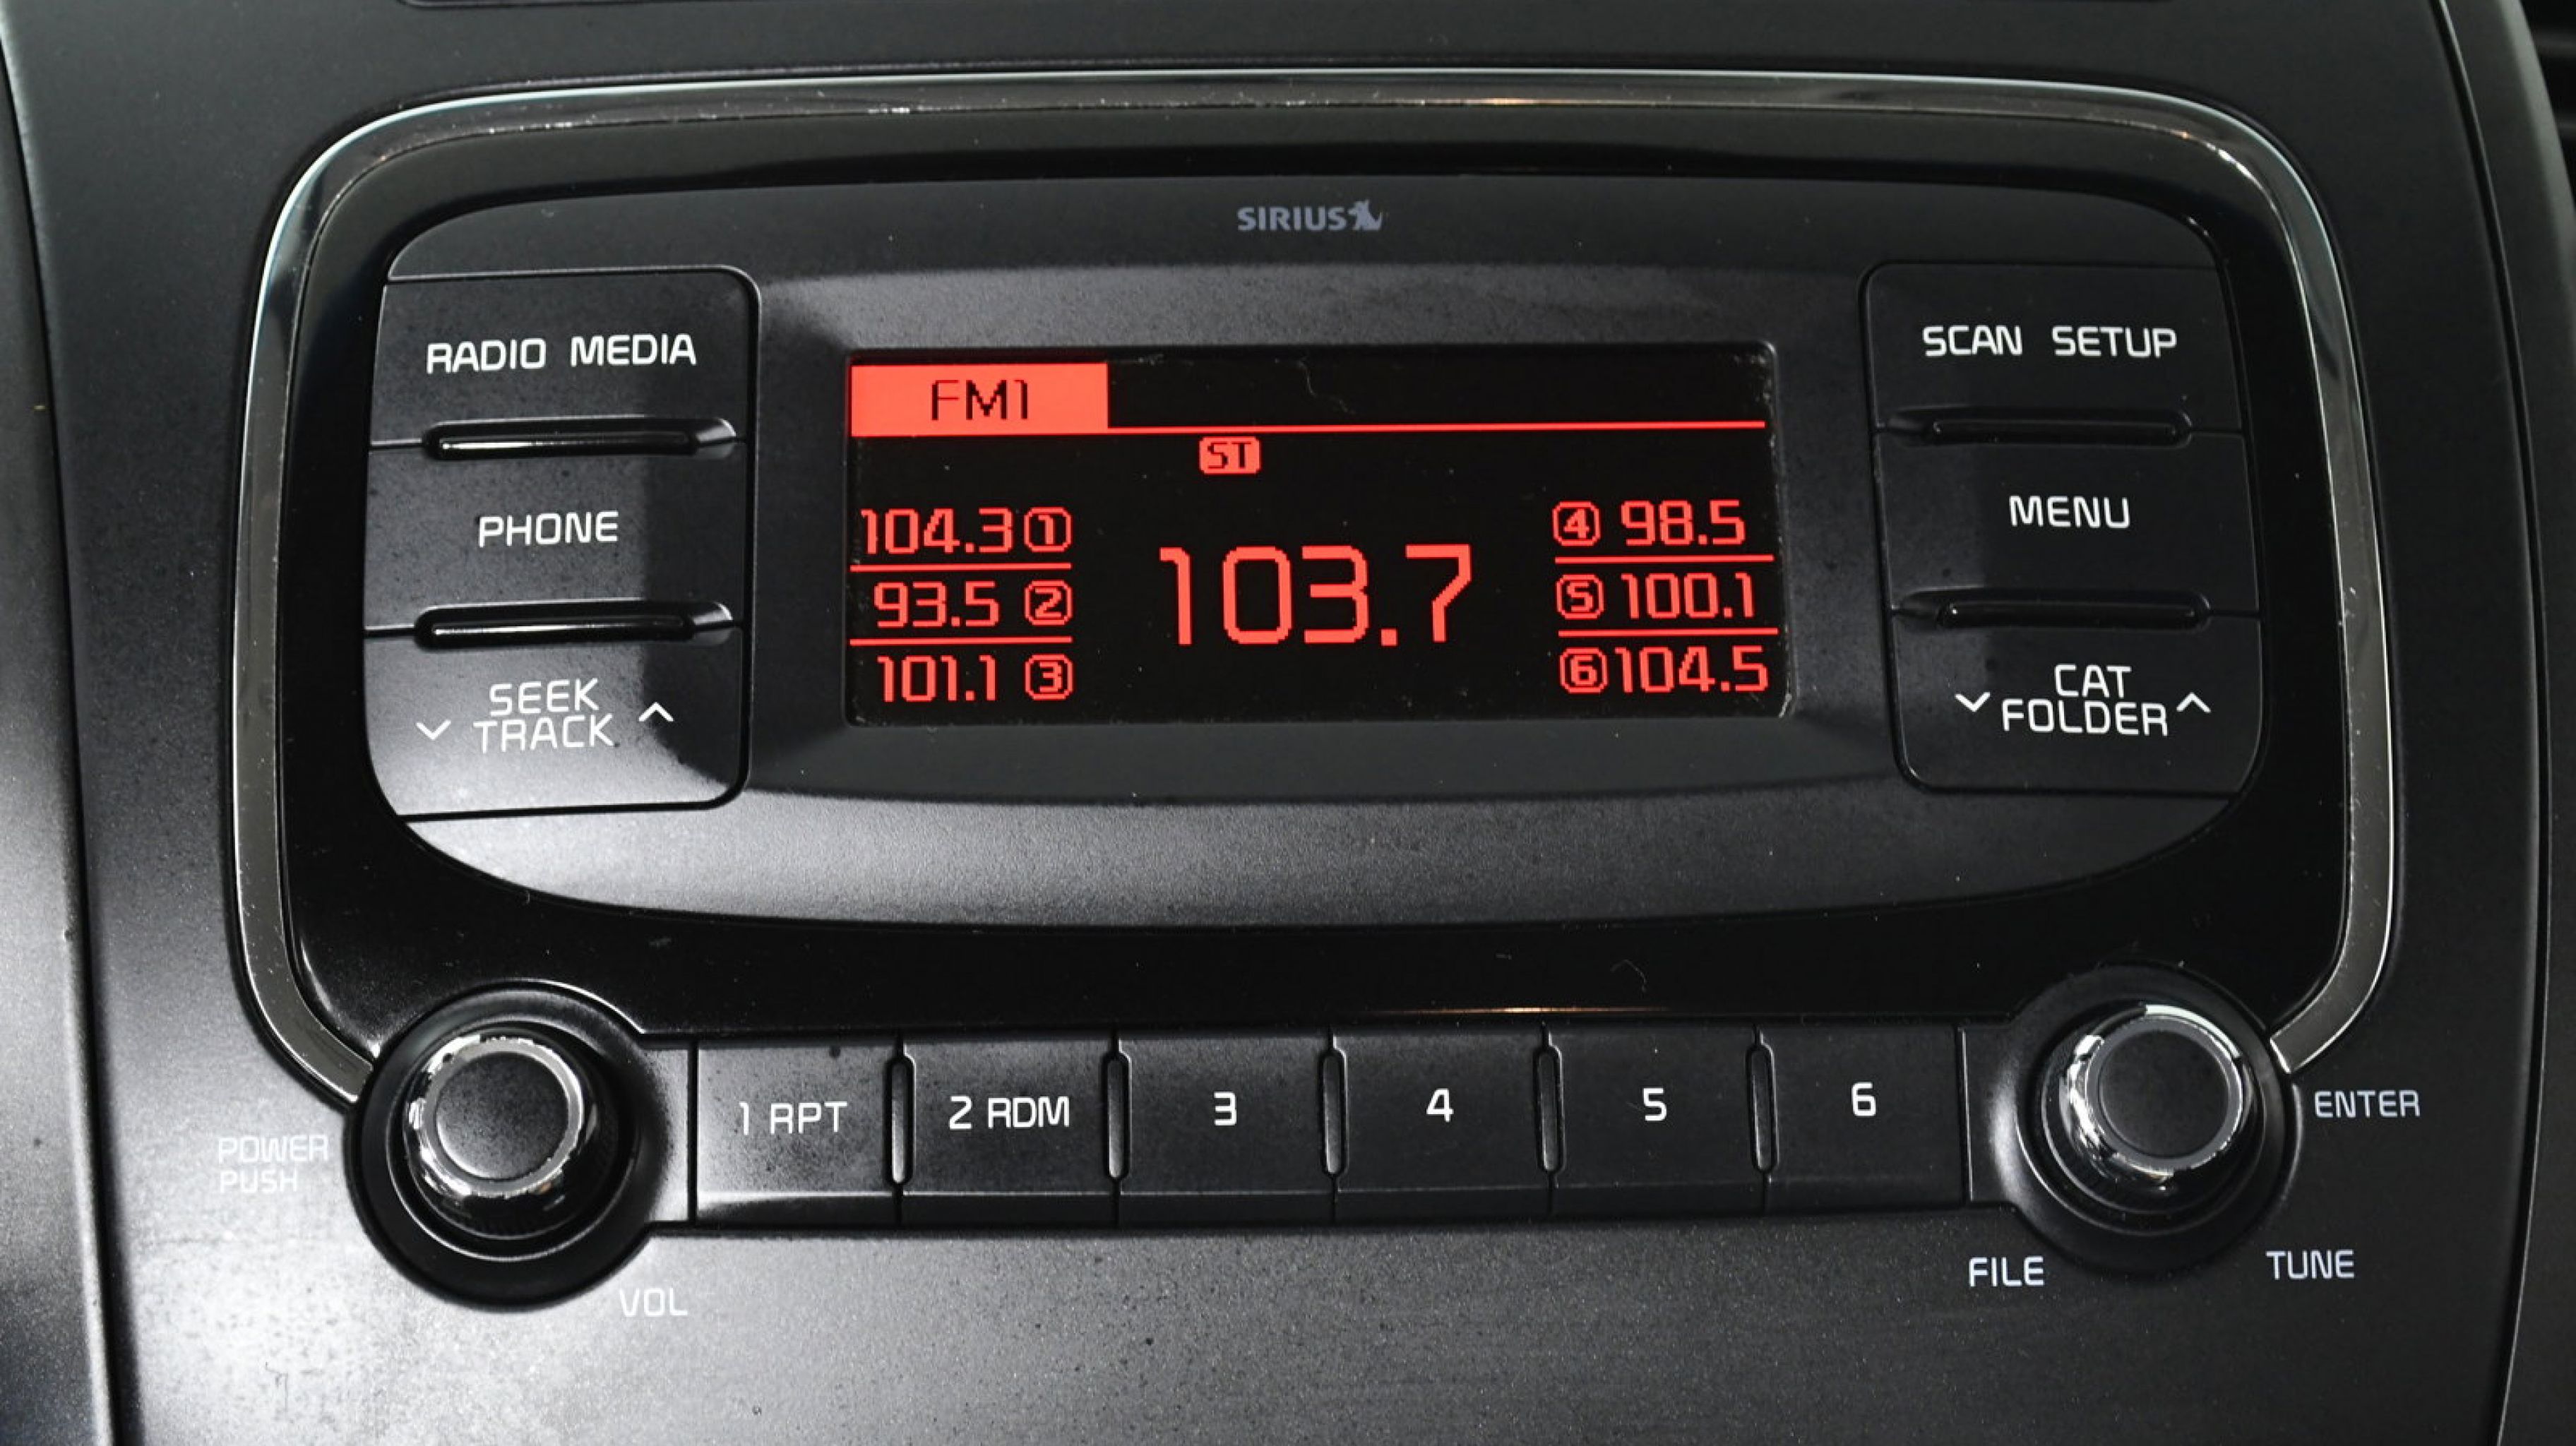 SIRIUS
RADIO MEDIA
PHONE
SEEK
TRACK
FM1
ST
104.3 1
93.5 2
101.1 3
103.7
4 98.5
5 100.1
6 104.5
SCAN SETUP
MENU
CAT
FOLDER
POWER
PUSH
VOL
1 RPT
2 RDM
3
4
5
6
ENTER
FILE
TUNE